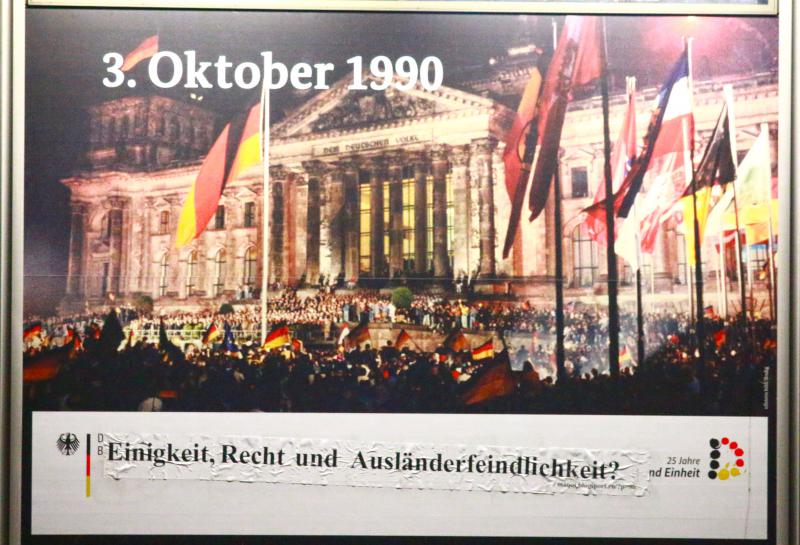 3. Oktober 1990
DEM DEUTSCHEN VOLKE
D
B
Einigkeit, Recht und Ausländerfeindlichkeit?
25 Jahre
nd Einheit